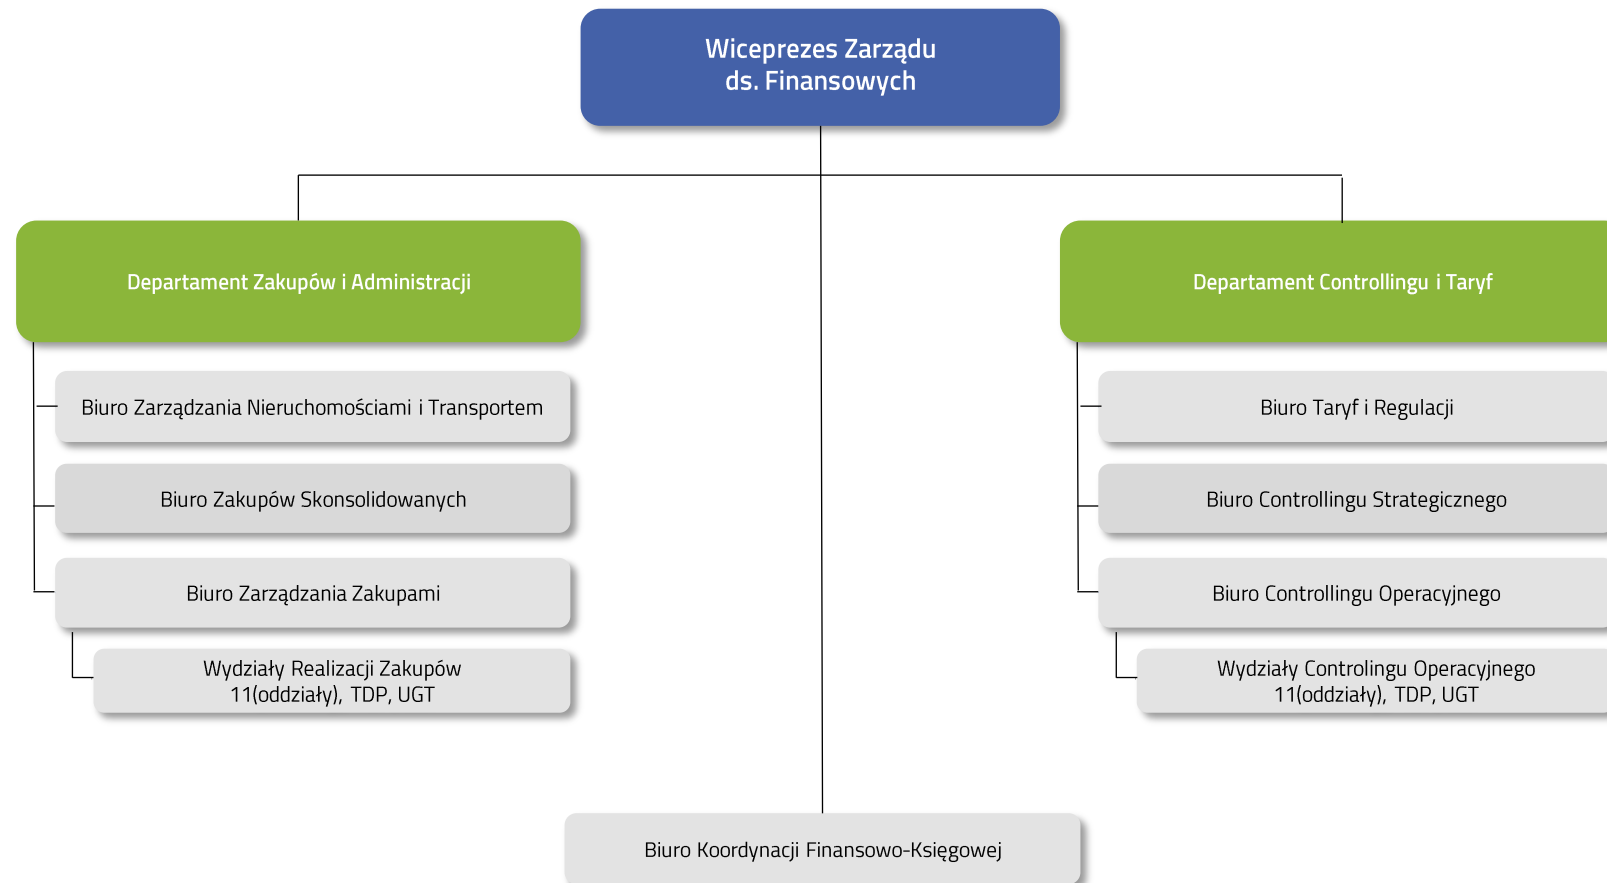 Wiceprezes Zarządu
ds. Finansowych
Departament Zakupów i Administracji
Biuro Zarządzania Nieruchomościami i Transportem
Biuro Zakupów Skonsolidowanych
Biuro Zarządzania Zakupami
Wydziały Realizacji Zakupów
11(oddziały), TDP, UGT
Departament Controllingu i Taryf
Biuro Taryf i Regulacji
Biuro Controllingu Strategicznego
Biuro Controllingu Operacyjnego
Wydziały Controlingu Operacyjnego
11(oddziały), TDP, UGT
Biuro Koordynacji Finansowo-Księgowej